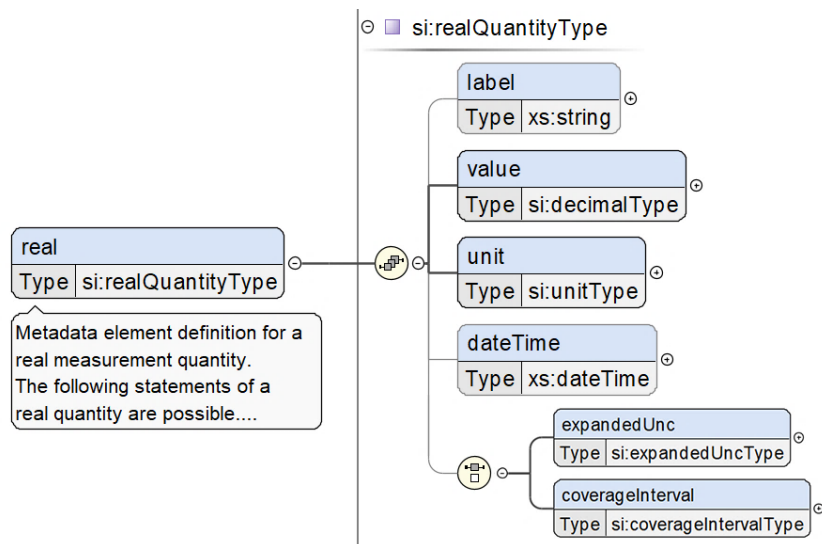 si:realQuantityType
label
Type xs:string
value
Type si:decimalType
unit
Type si:unitType
real
Type si:realQuantityType
Metadata element definition for a
real measurement quantity.
The following statements of a
real quantity are possible....
dateTime
Type xs:dateTime
expandedUnc
Type si:expandedUncType
coverageInterval
Type si:coverageIntervalType